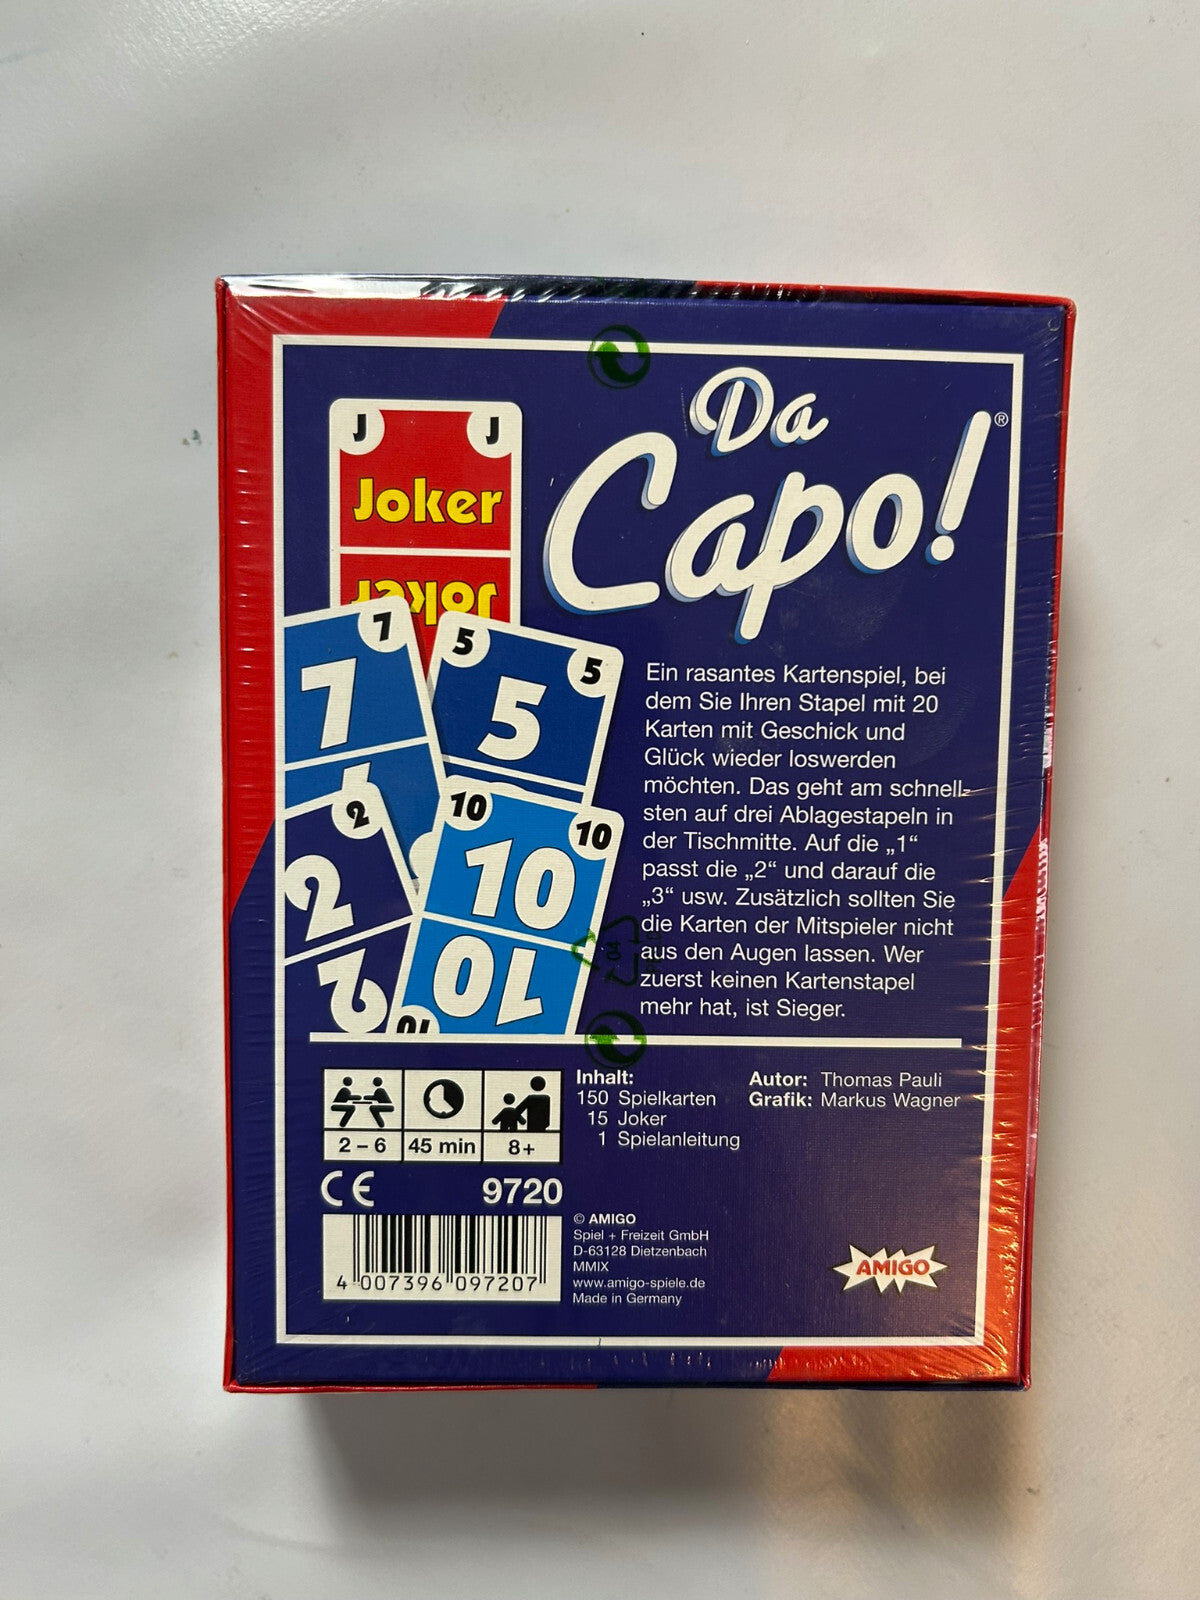 Da
Capo!®
J J
Joker
Joker
7
7
5 5
5
2
2
2
10 10
10
10
10
Ein rasantes Kartenspiel, bei
dem Sie Ihren Stapel mit 20
Karten mit Geschick und
Glück wieder loswerden
möchten. Das geht am schnell-
sten auf drei Ablagestapeln in
der Tischmitte. Auf die „1“
passt die „2“ und darauf die
„3“ usw. Zusätzlich sollten Sie
die Karten der Mitspieler nicht
aus den Augen lassen. Wer
zuerst keinen Kartenstapel
mehr hat, ist Sieger.
04
2 – 6 45 min 8+
Inhalt:
150 Spielkarten
15 Joker
1 Spielanleitung
Autor: Thomas Pauli
Grafik: Markus Wagner
CE 9720
4 007396 097207
© AMIGO
Spiel + Freizeit GmbH
D-63128 Dietzenbach
MMIX
www.amigo-spiele.de
Made in Germany
AMIGO